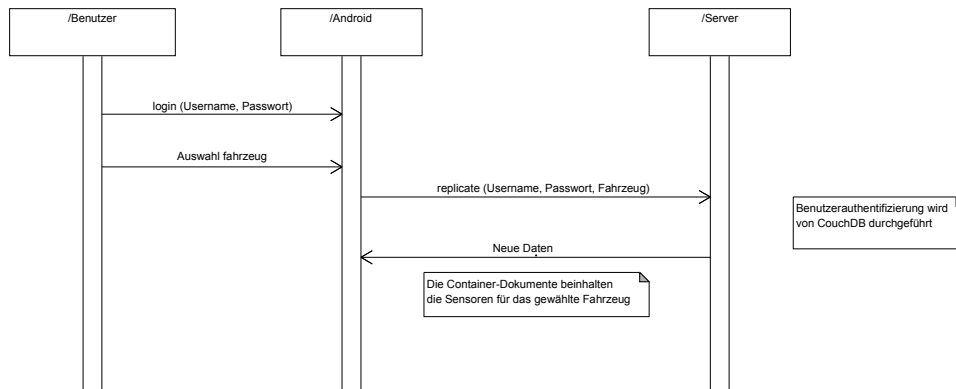 /Benutzer
/Android
/Server
login (Username, Passwort)
Auswahl fahrzeug
replicate (Username, Passwort, Fahrzeug)
Benutzerauthentifizierung wird
von CouchDB durchgeführt
Neue Daten
Die Container-Dokumente beinhalten
die Sensoren für das gewählte Fahrzeug